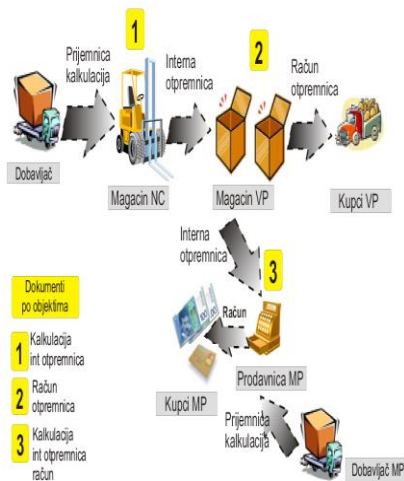 1
Prijemnica
kalkulacija
Interna
otpremnica
2
Račun
otpremnica
Dobavljač
Magacin NC
Magacin VP
Kupci VP
Interna
otpremnica
3
Dokumenti
po objektima
Račun
1 Kalkulacija
int otpremnica
2 Račun
otpremnica
3 Kalkulacija
int otpremnica
račun
Kupci MP
Prodavnica MP
Prijemnica
kalkulacija
Dobavljač MP